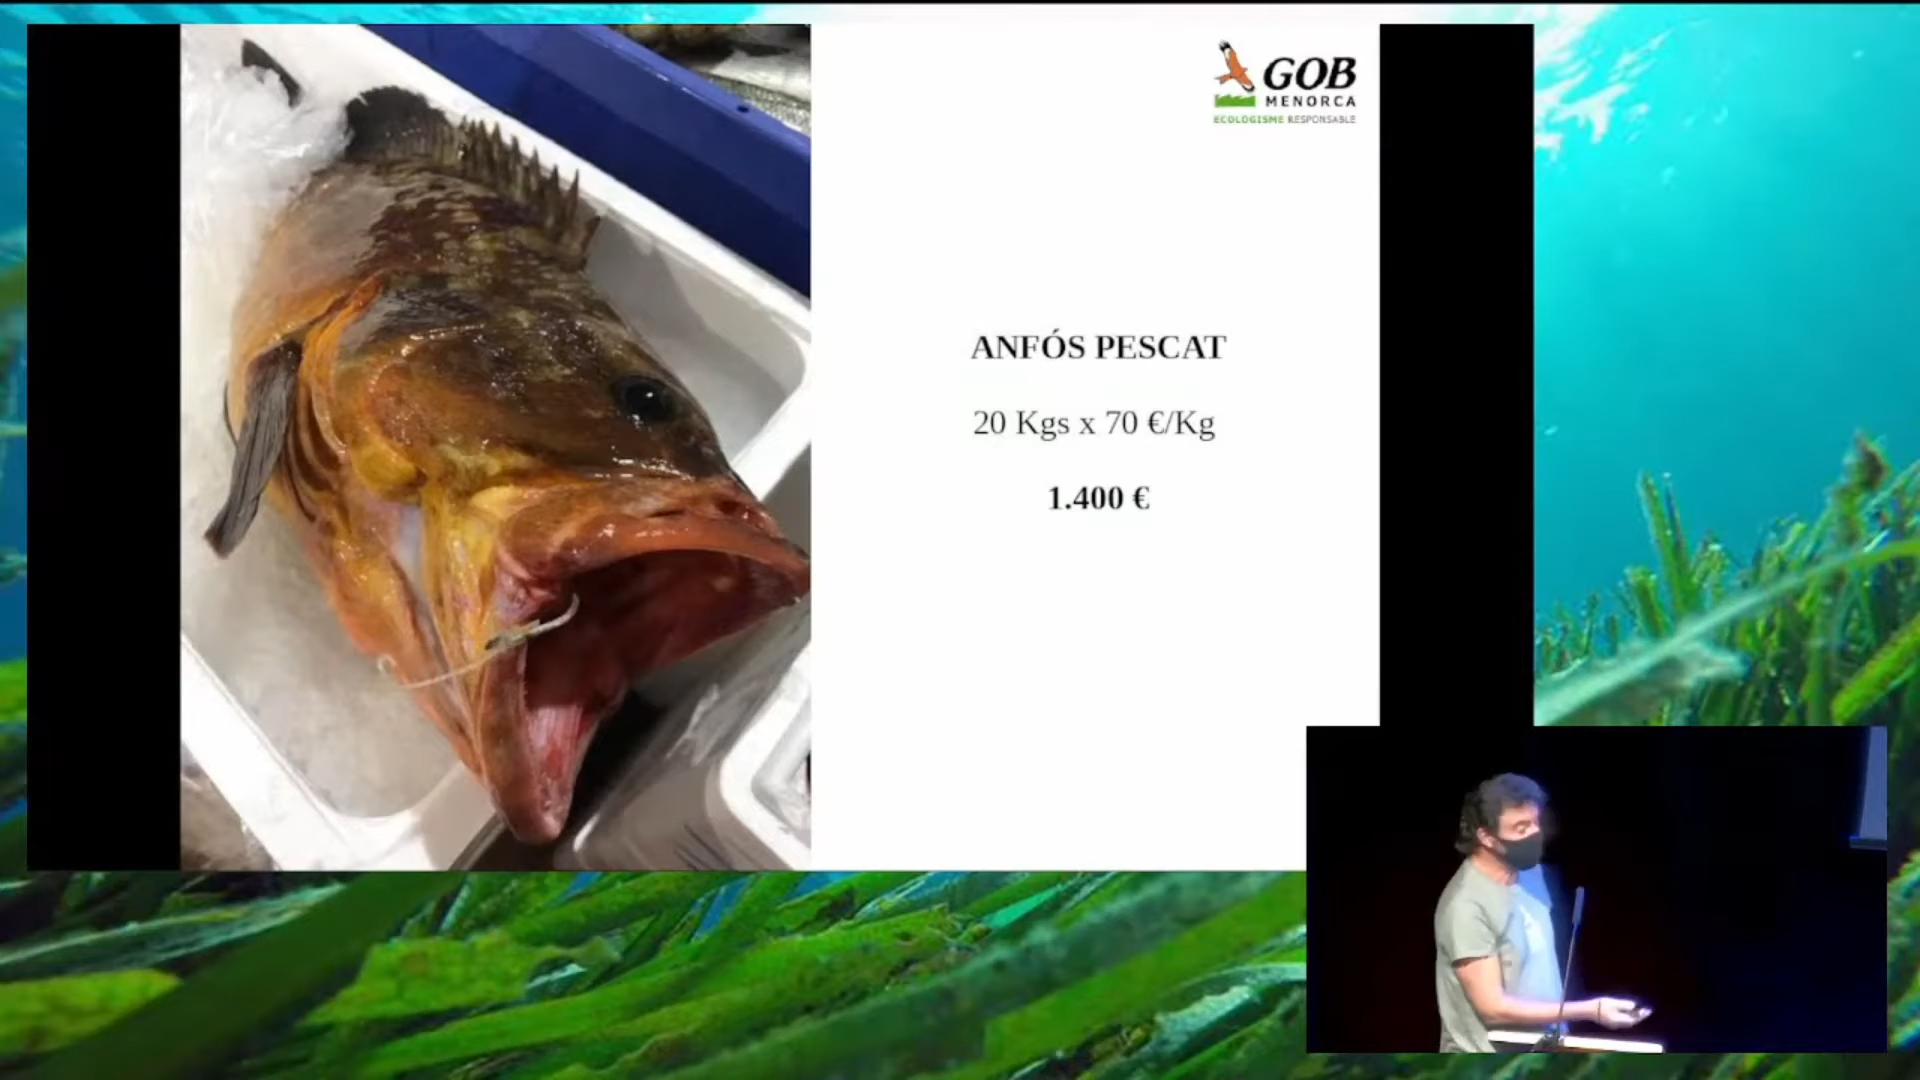 GOB
MENORCA
ECOLOGISME RESPONSABLE
ANFÓS PESCAT
20 Kgs x 70 €/Kg
1.400 €